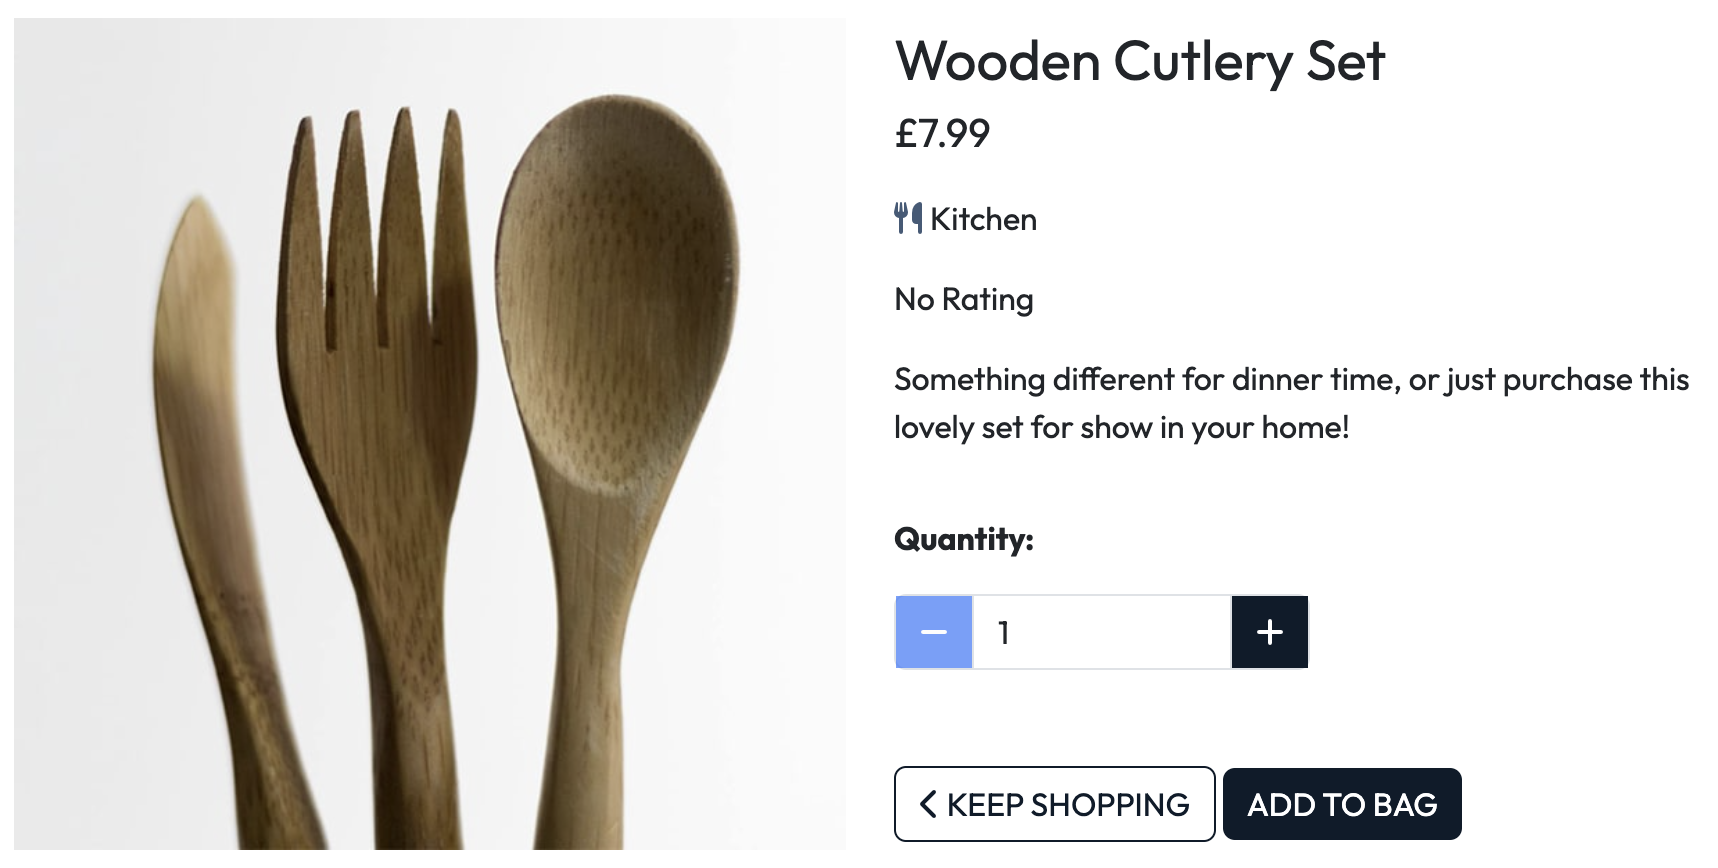 Wooden Cutlery Set
£7.99
Kitchen
No Rating
Something different for dinner time, or just purchase this
lovely set for show in your home!
Quantity:
− 1 +
KEEP SHOPPING ADD TO BAG